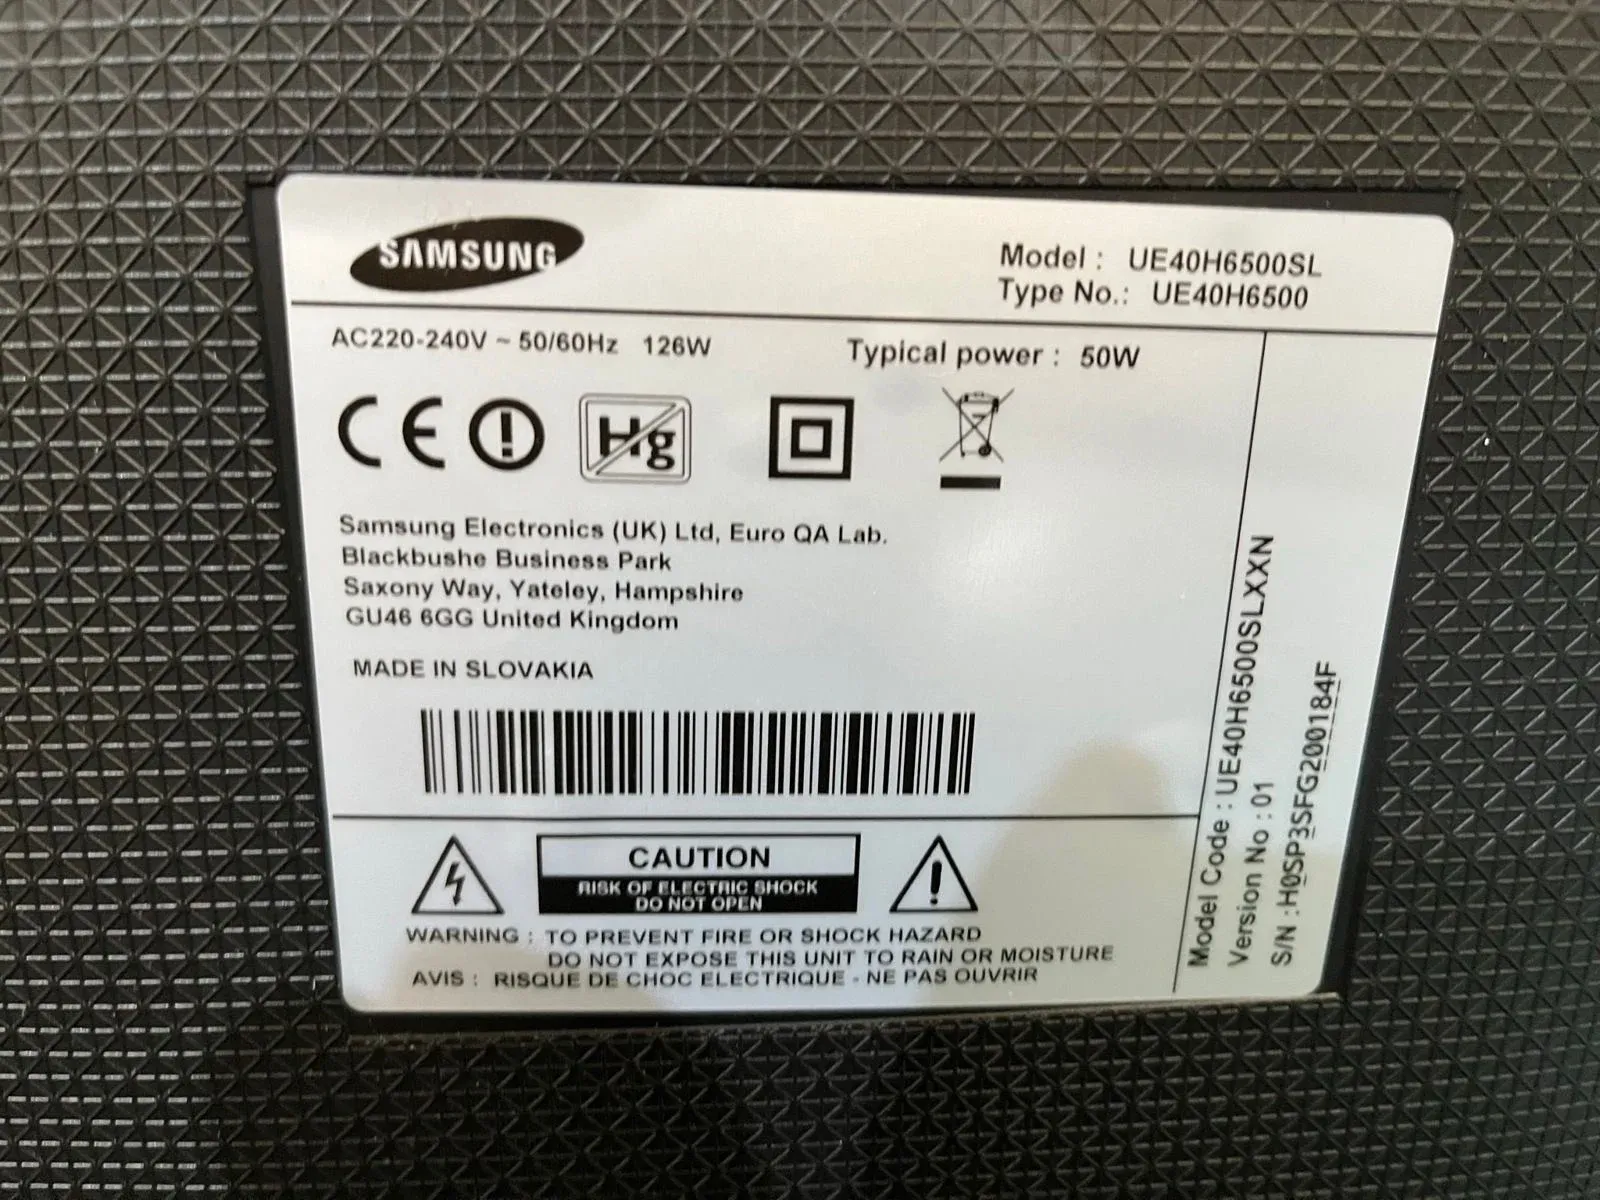 SAMSUNG
Model : UE40H6500SL
Type No.: UE40H6500
AC220-240V ~ 50/60Hz 126W
Typical power : 50W
CE
Hg
Samsung Electronics (UK) Ltd, Euro QA Lab.
Blackbushe Business Park
Saxony Way, Yateley, Hampshire
GU46 6GG United Kingdom
MADE IN SLOVAKIA
CAUTION
RISK OF ELECTRIC SHOCK
DO NOT OPEN
WARNING : TO PREVENT FIRE OR SHOCK HAZARD
DO NOT EXPOSE THIS UNIT TO RAIN OR MOISTURE
AVIS : RISQUE DE CHOC ELECTRIQUE - NE PAS OUVRIR
Model Code : UE40H6500SLXXN
Version No : 01
S/N : H0SP3SFG200184F